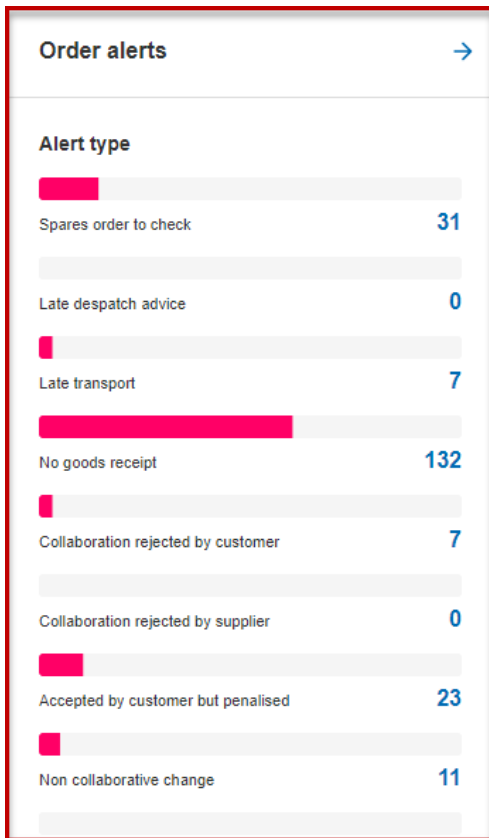 Order alerts
Alert type
Spares order to check 31
Late despatch advice 0
Late transport 7
No goods receipt 132
Collaboration rejected by customer 7
Collaboration rejected by supplier 0
Accepted by customer but penalised 23
Non collaborative change 11